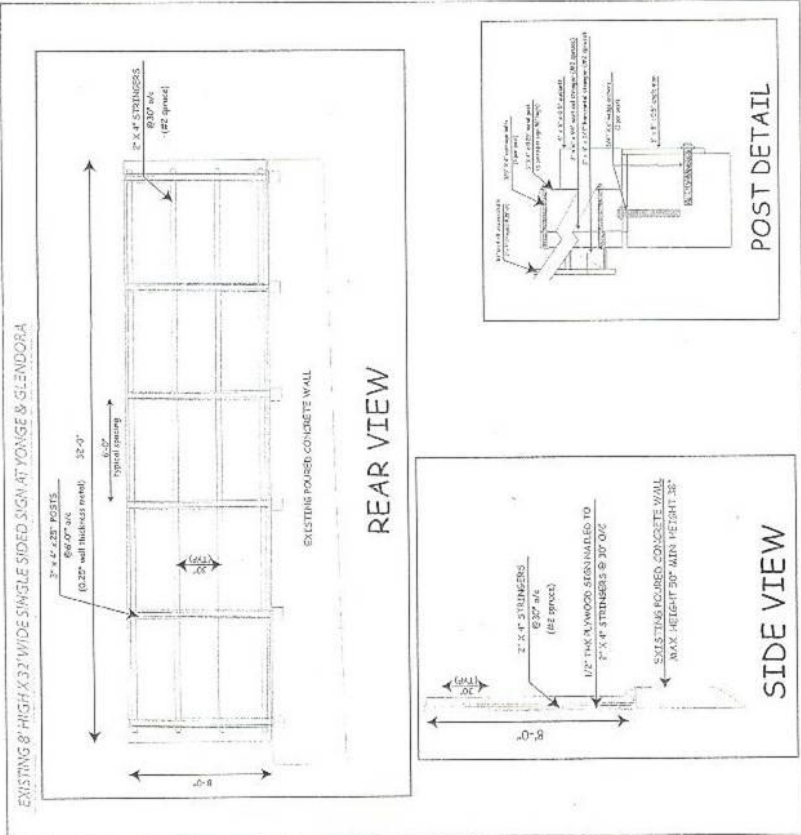 EXISTING 8' HIGH X 32' WIDE SINGLE SIDED SIGN AT YONGE & GLENDORA
3" x 4" x.25" POSTS
@6'-0" o/c
(0.25" wall thickness metal)
32'-0"
2" X 4" STRINGERS
@30" o/c
(#2 spruce)
6'-0"
typical spacing
30"
(TYP)
8'-0"
EXISTING POURED CONCRETE WALL
REAR VIEW
8'-0"
30"
(TYP)
2" X 4" STRINGERS
@30" o/c
(#2 spruce)
1/2" THK PLYWOOD SIGN NAILED TO
2" X 4" STRINGERS @ 30" O/C
EXISTING POURED CONCRETE WALL
MAX HEIGHT 50" MIN HEIGHT 38"
SIDE VIEW
POST DETAIL